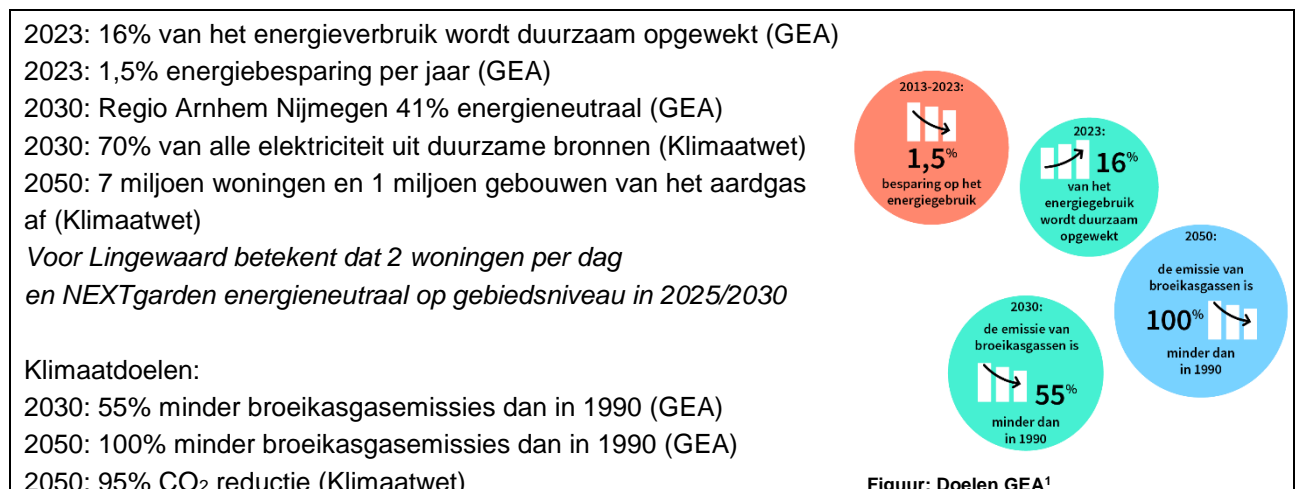 2023: 16% van het energieverbruik wordt duurzaam opgewekt (GEA)
2023: 1,5% energiebesparing per jaar (GEA)
2030: Regio Arnhem Nijmegen 41% energieneutraal (GEA)
2030: 70% van alle elektriciteit uit duurzame bronnen (Klimaatwet)
2050: 7 miljoen woningen en 1 miljoen gebouwen van het aardgas
af (Klimaatwet)
Voor Lingewaard betekent dat 2 woningen per dag
en NEXTgarden energieneutraal op gebiedsniveau in 2025/2030
Klimaatdoelen:
2030: 55% minder broeikasgasemissies dan in 1990 (GEA)
2050: 100% minder broeikasgasemissies dan in 1990 (GEA)
2050: 95% CO₂ reductie (Klimaatwet)
2013-2023:
1,5%
besparing op het
energiegebruik
2023:
16%
van het
energiegebruik
wordt duurzaam
opgewekt
2050:
de emissie van
broeikasgassen is
100%
minder dan
in 1990
2030:
de emissie van
broeikasgassen is
55%
minder dan
in 1990
Figuur: Doelen GEA¹